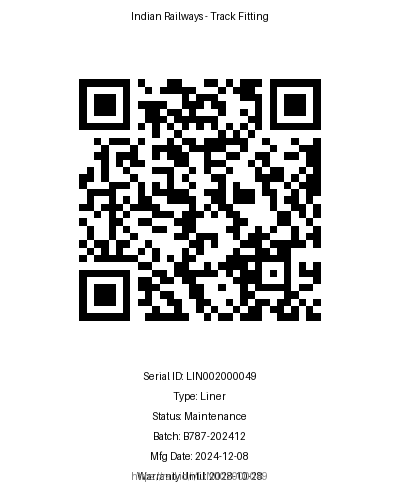 Indian Railways - Track Fitting
Serial ID: LIN002000049
Type: Liner
Status: Maintenance
Batch: B787-202412
Mfg Date: 2024-12-08
Warranty Until: 2028-10-28